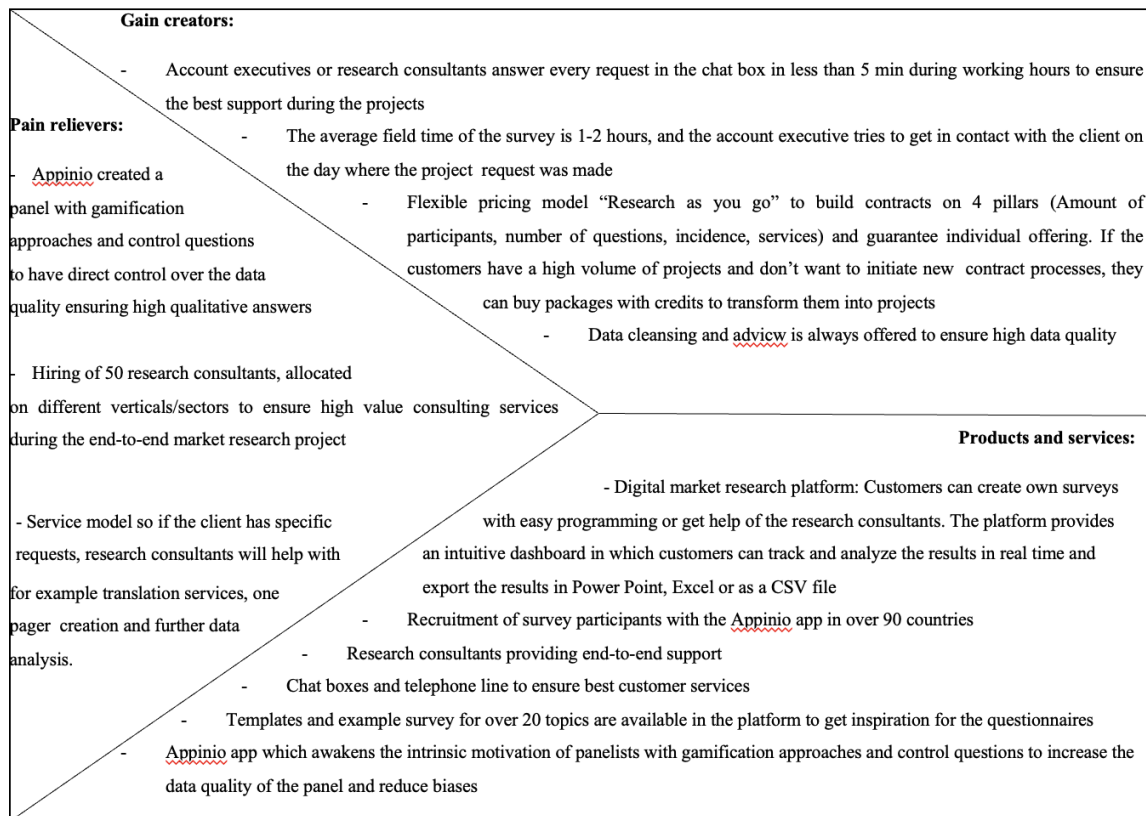 Gain creators:
- Account executives or research consultants answer every request in the chat box in less than 5 min during working hours to ensure
the best support during the projects
- The average field time of the survey is 1-2 hours, and the account executive tries to get in contact with the client on
the day where the project request was made
- Flexible pricing model “Research as you go” to build contracts on 4 pillars (Amount of
participants, number of questions, incidence, services) and guarantee individual offering. If the
customers have a high volume of projects and don’t want to initiate new contract processes, they
can buy packages with credits to transform them into projects
- Data cleansing and advicw is always offered to ensure high data quality
Pain relievers:
- Appinio created a
panel with gamification
approaches and control questions
to have direct control over the data
quality ensuring high qualitative answers
- Hiring of 50 research consultants, allocated
on different verticals/sectors to ensure high value consulting services
during the end-to-end market research project
- Service model so if the client has specific
requests, research consultants will help with
for example translation services, one
pager creation and further data
analysis.
Products and services:
- Digital market research platform: Customers can create own surveys
with easy programming or get help of the research consultants. The platform provides
an intuitive dashboard in which customers can track and analyze the results in real time and
export the results in Power Point, Excel or as a CSV file
- Recruitment of survey participants with the Appinio app in over 90 countries
- Research consultants providing end-to-end support
- Chat boxes and telephone line to ensure best customer services
- Templates and example survey for over 20 topics are available in the platform to get inspiration for the questionnaires
- Appinio app which awakens the intrinsic motivation of panelists with gamification approaches and control questions to increase the
data quality of the panel and reduce biases